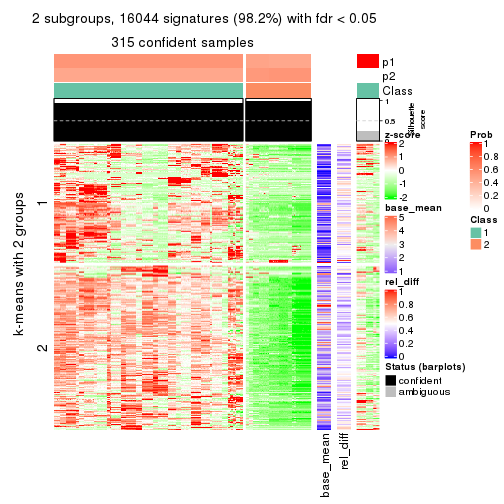 2 subgroups, 16044 signatures (98.2%) with fdr < 0.05
315 confident samples
p1
p2
Class
1
0.5
0
Silhouette
score
k-means with 2 groups
1
2
base_mean
rel_diff
z-score
2
1
0
-1
-2
base_mean
5
4
3
2
1
rel_diff
1
0.8
0.6
0.4
0.2
0
Status (barplots)
confident
ambiguous
Prob
1
0.8
0.6
0.4
0.2
0
Class
1
2